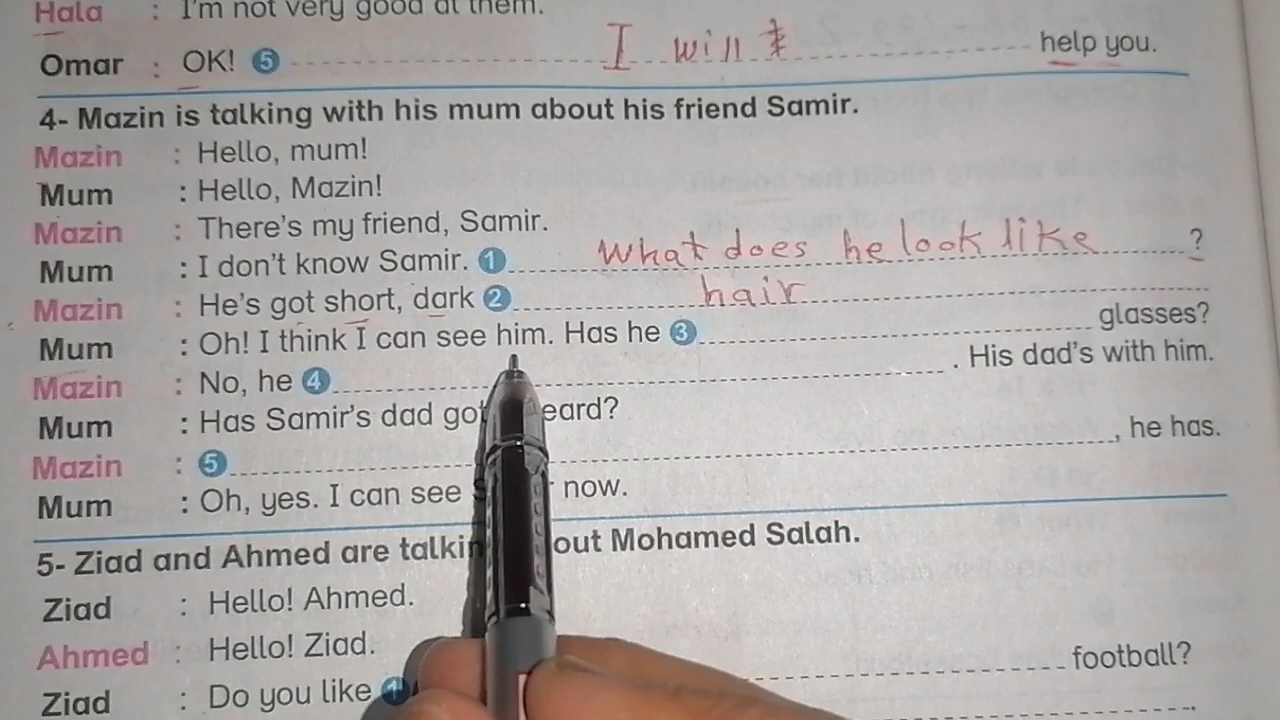 Hala : I'm not very good at them.
Omar : OK! 5 I will help you.
4- Mazin is talking with his mum about his friend Samir.
Mazin : Hello, mum!
Mum : Hello, Mazin!
Mazin : There's my friend, Samir.
Mum : I don't know Samir. 1 What does he look like ?
Mazin : He's got short, dark 2 hair
Mum : Oh! I think I can see him. Has he 3 glasses?
Mazin : No, he 4 . His dad's with him.
Mum : Has Samir's dad got eard?
Mazin : 5 , he has.
Mum : Oh, yes. I can see now.
5- Ziad and Ahmed are talkin out Mohamed Salah.
Ziad : Hello! Ahmed.
Ahmed : Hello! Ziad.
Ziad : Do you like 1 football?